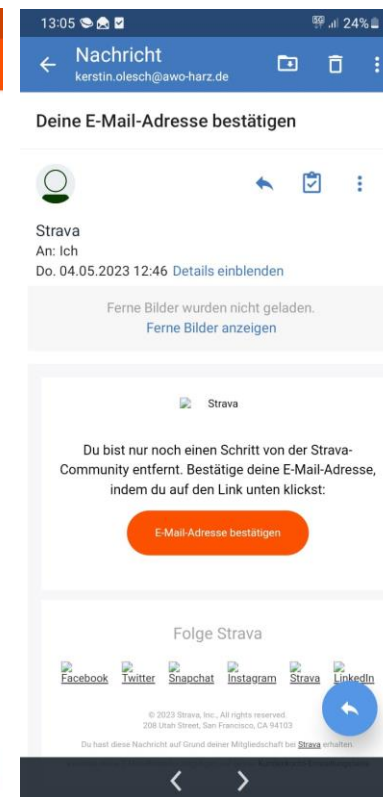 13:05
5G 24%
Nachricht
kerstin.olesch@awo-harz.de
Deine E-Mail-Adresse bestätigen
Strava
An: Ich
Do. 04.05.2023 12:46 Details einblenden
Ferne Bilder wurden nicht geladen.
Ferne Bilder anzeigen
Strava
Du bist nur noch einen Schritt von der Strava-
Community entfernt. Bestätige deine E-Mail-Adresse,
indem du auf den Link unten klickst:
E-Mail-Adresse bestätigen
Folge Strava
Facebook Twitter Snapchat Instagram Strava LinkedIn
© 2023 Strava, Inc., All rights reserved.
208 Utah Street, San Francisco, CA 94103
Du hast diese Nachricht auf Grund deiner Mitgliedschaft bei Strava erhalten.